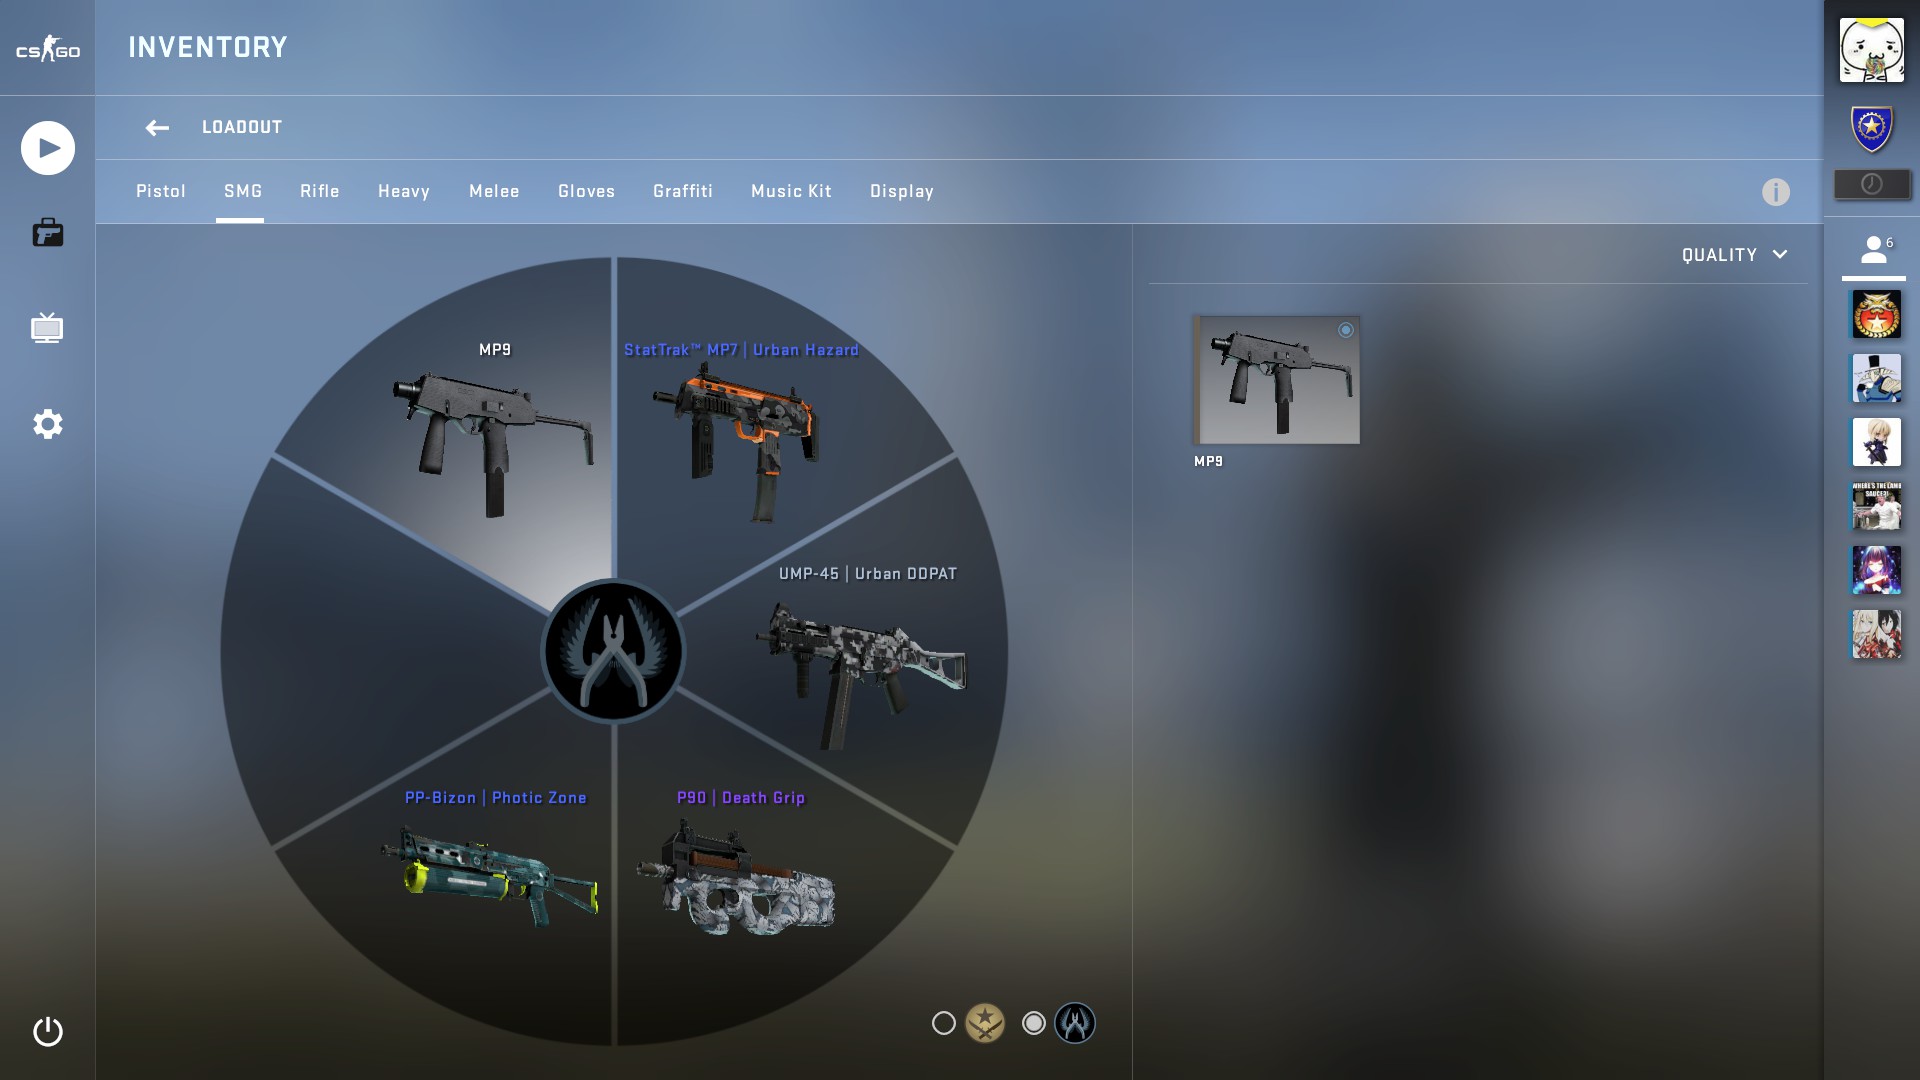 CS GO
INVENTORY
LOADOUT
Pistol SMG Rifle Heavy Melee Gloves Graffiti Music Kit Display
6
QUALITY
MP9
StatTrak™ MP7 | Urban Hazard
MP9
WHERE'S THE LAMB
SAUCE?!
UMP-45 | Urban DDPAT
PP-Bizon | Photic Zone
P90 | Death Grip